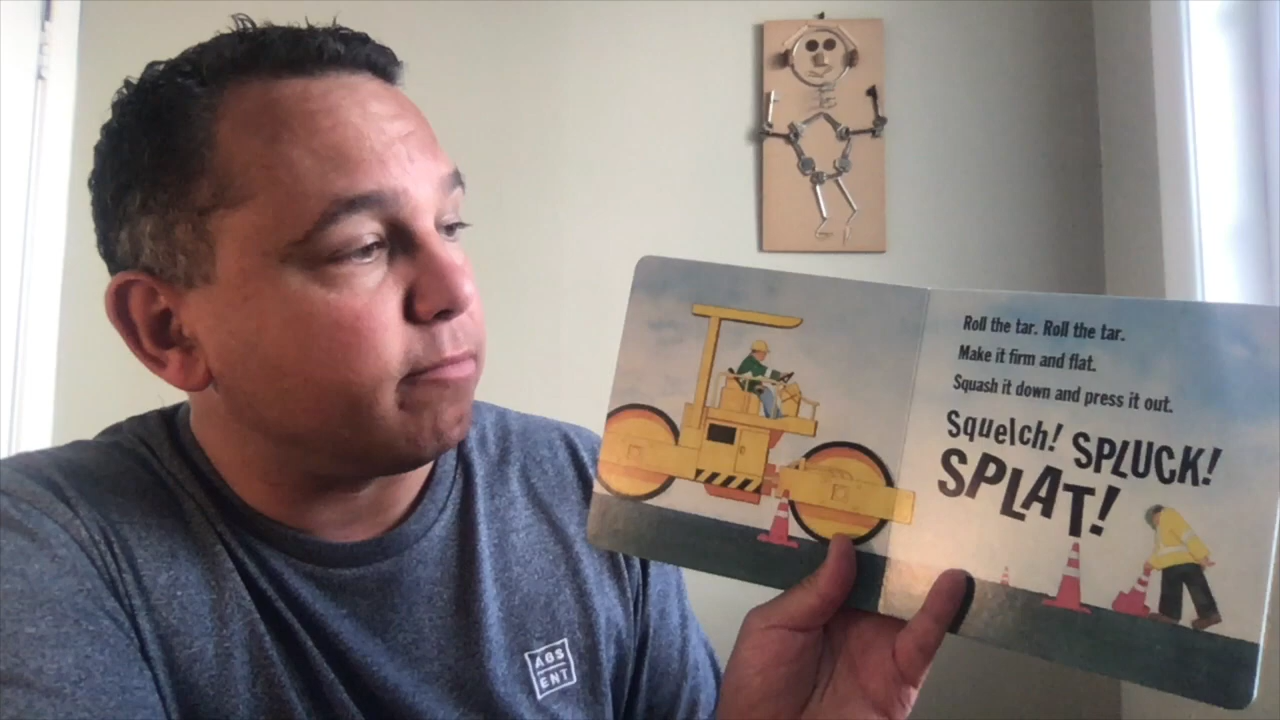 Roll the tar. Roll the tar.
Make it firm and flat.
Squash it down and press it out.
Squelch! SPLUCK!
SPLAT!
ABS
ENT